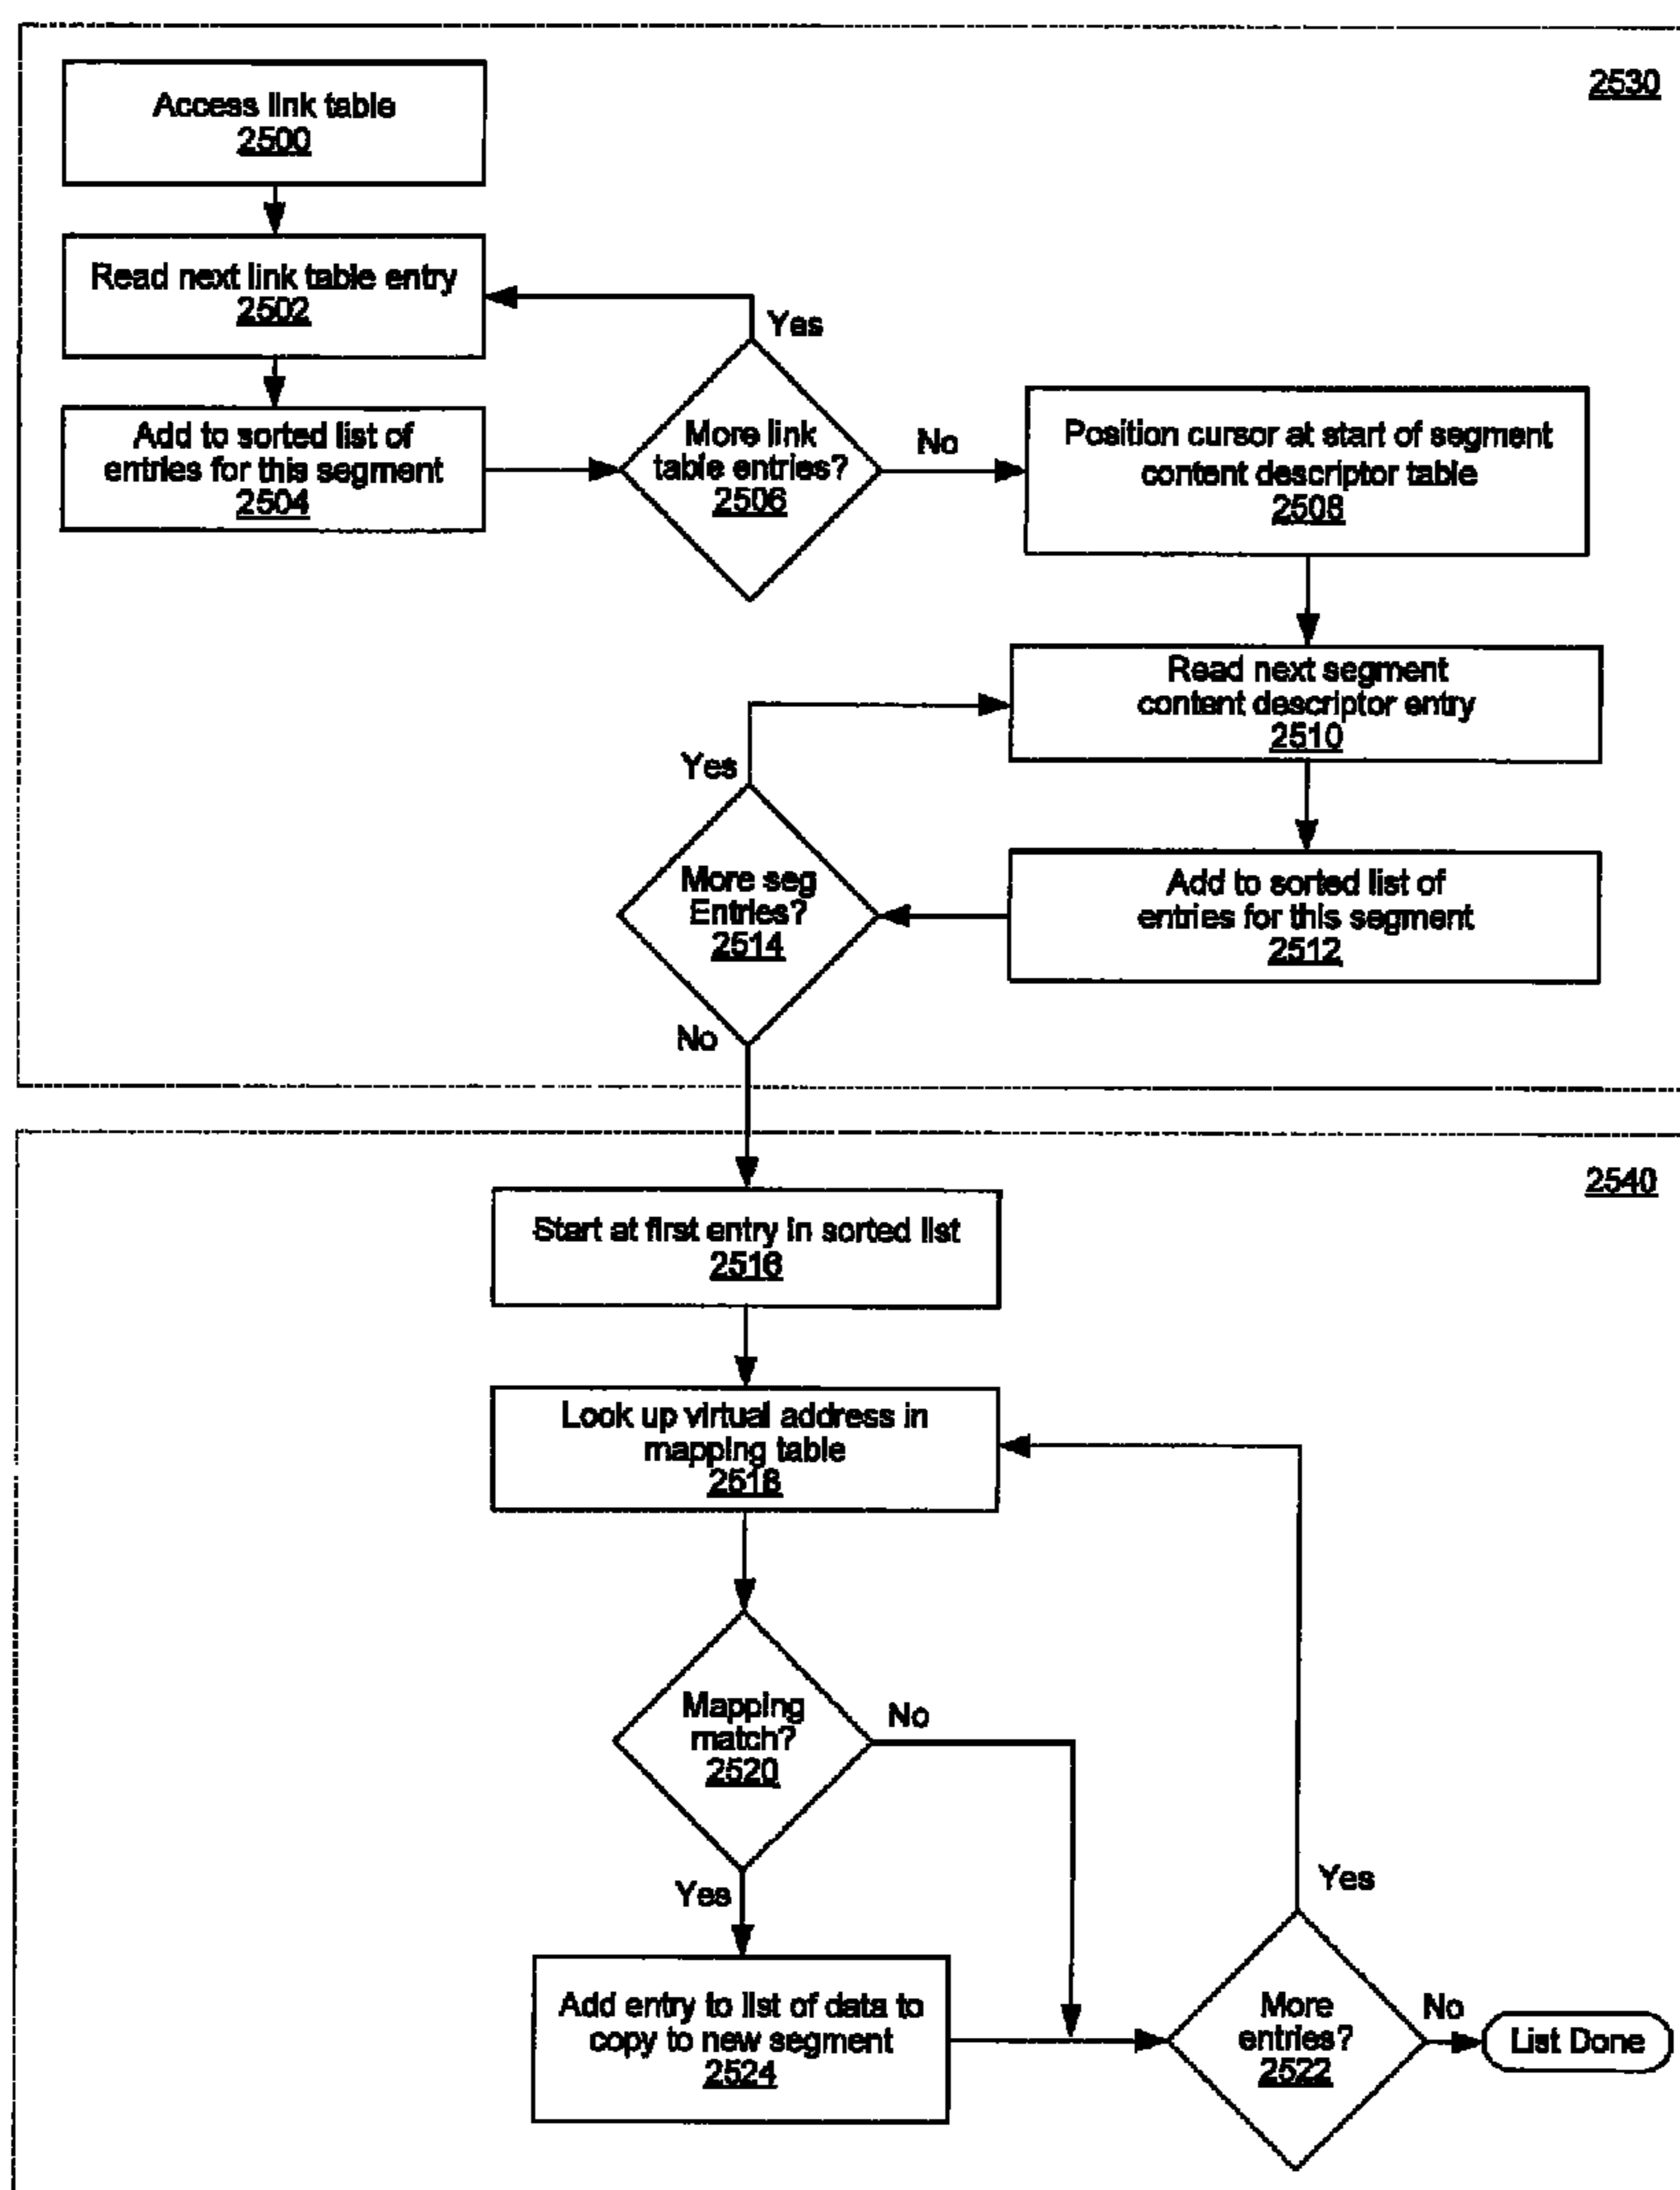 2530
Access link table
2500
Read next link table entry
2502
Yes
Add to sorted list of
entries for this segment
2504
More link
table entries?
2506
No
Position cursor at start of segment
content descriptor table
2508
Read next segment
content descriptor entry
2510
Yes
More seg
Entries?
2514
Add to sorted list of
entries for this segment
2512
No
2540
Start at first entry in sorted list
2516
Look up virtual address in
mapping table
2518
Mapping
match?
2520
No
Yes
Yes
Add entry to list of data to
copy to new segment
2524
More
entries?
2522
No
List Done